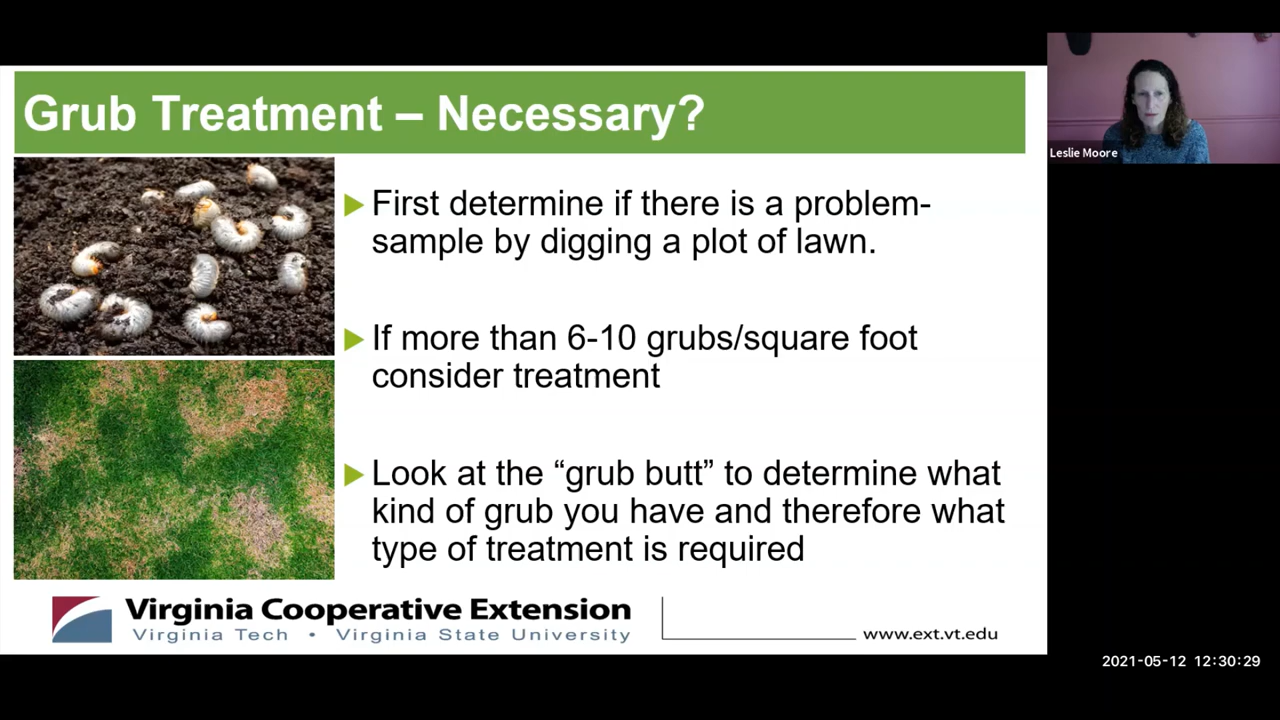 Grub Treatment – Necessary?
Leslie Moore
First determine if there is a problem-
sample by digging a plot of lawn.
If more than 6-10 grubs/square foot
consider treatment
Look at the “grub butt” to determine what
kind of grub you have and therefore what
type of treatment is required
Virginia Cooperative Extension
Virginia Tech • Virginia State University
www.ext.vt.edu
2021-05-12 12:30:29